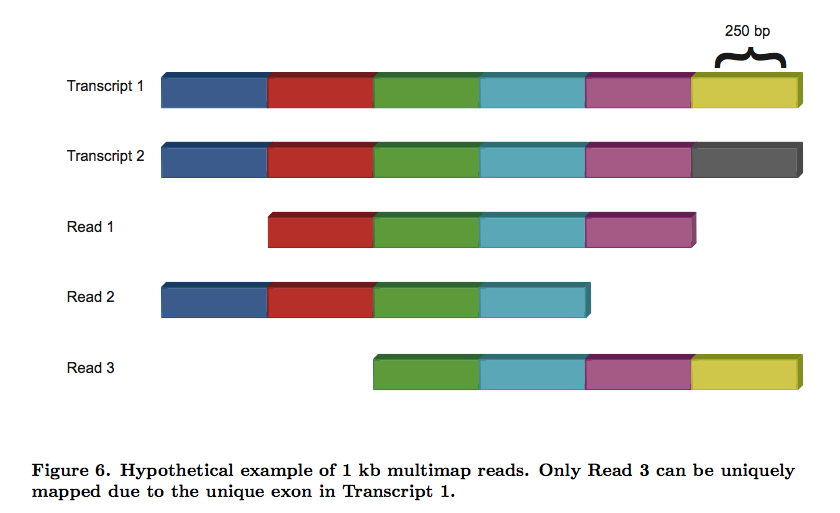 250 bp
Transcript 1
Transcript 2
Read 1
Read 2
Read 3
Figure 6. Hypothetical example of 1 kb multimap reads. Only Read 3 can be uniquely
mapped due to the unique exon in Transcript 1.